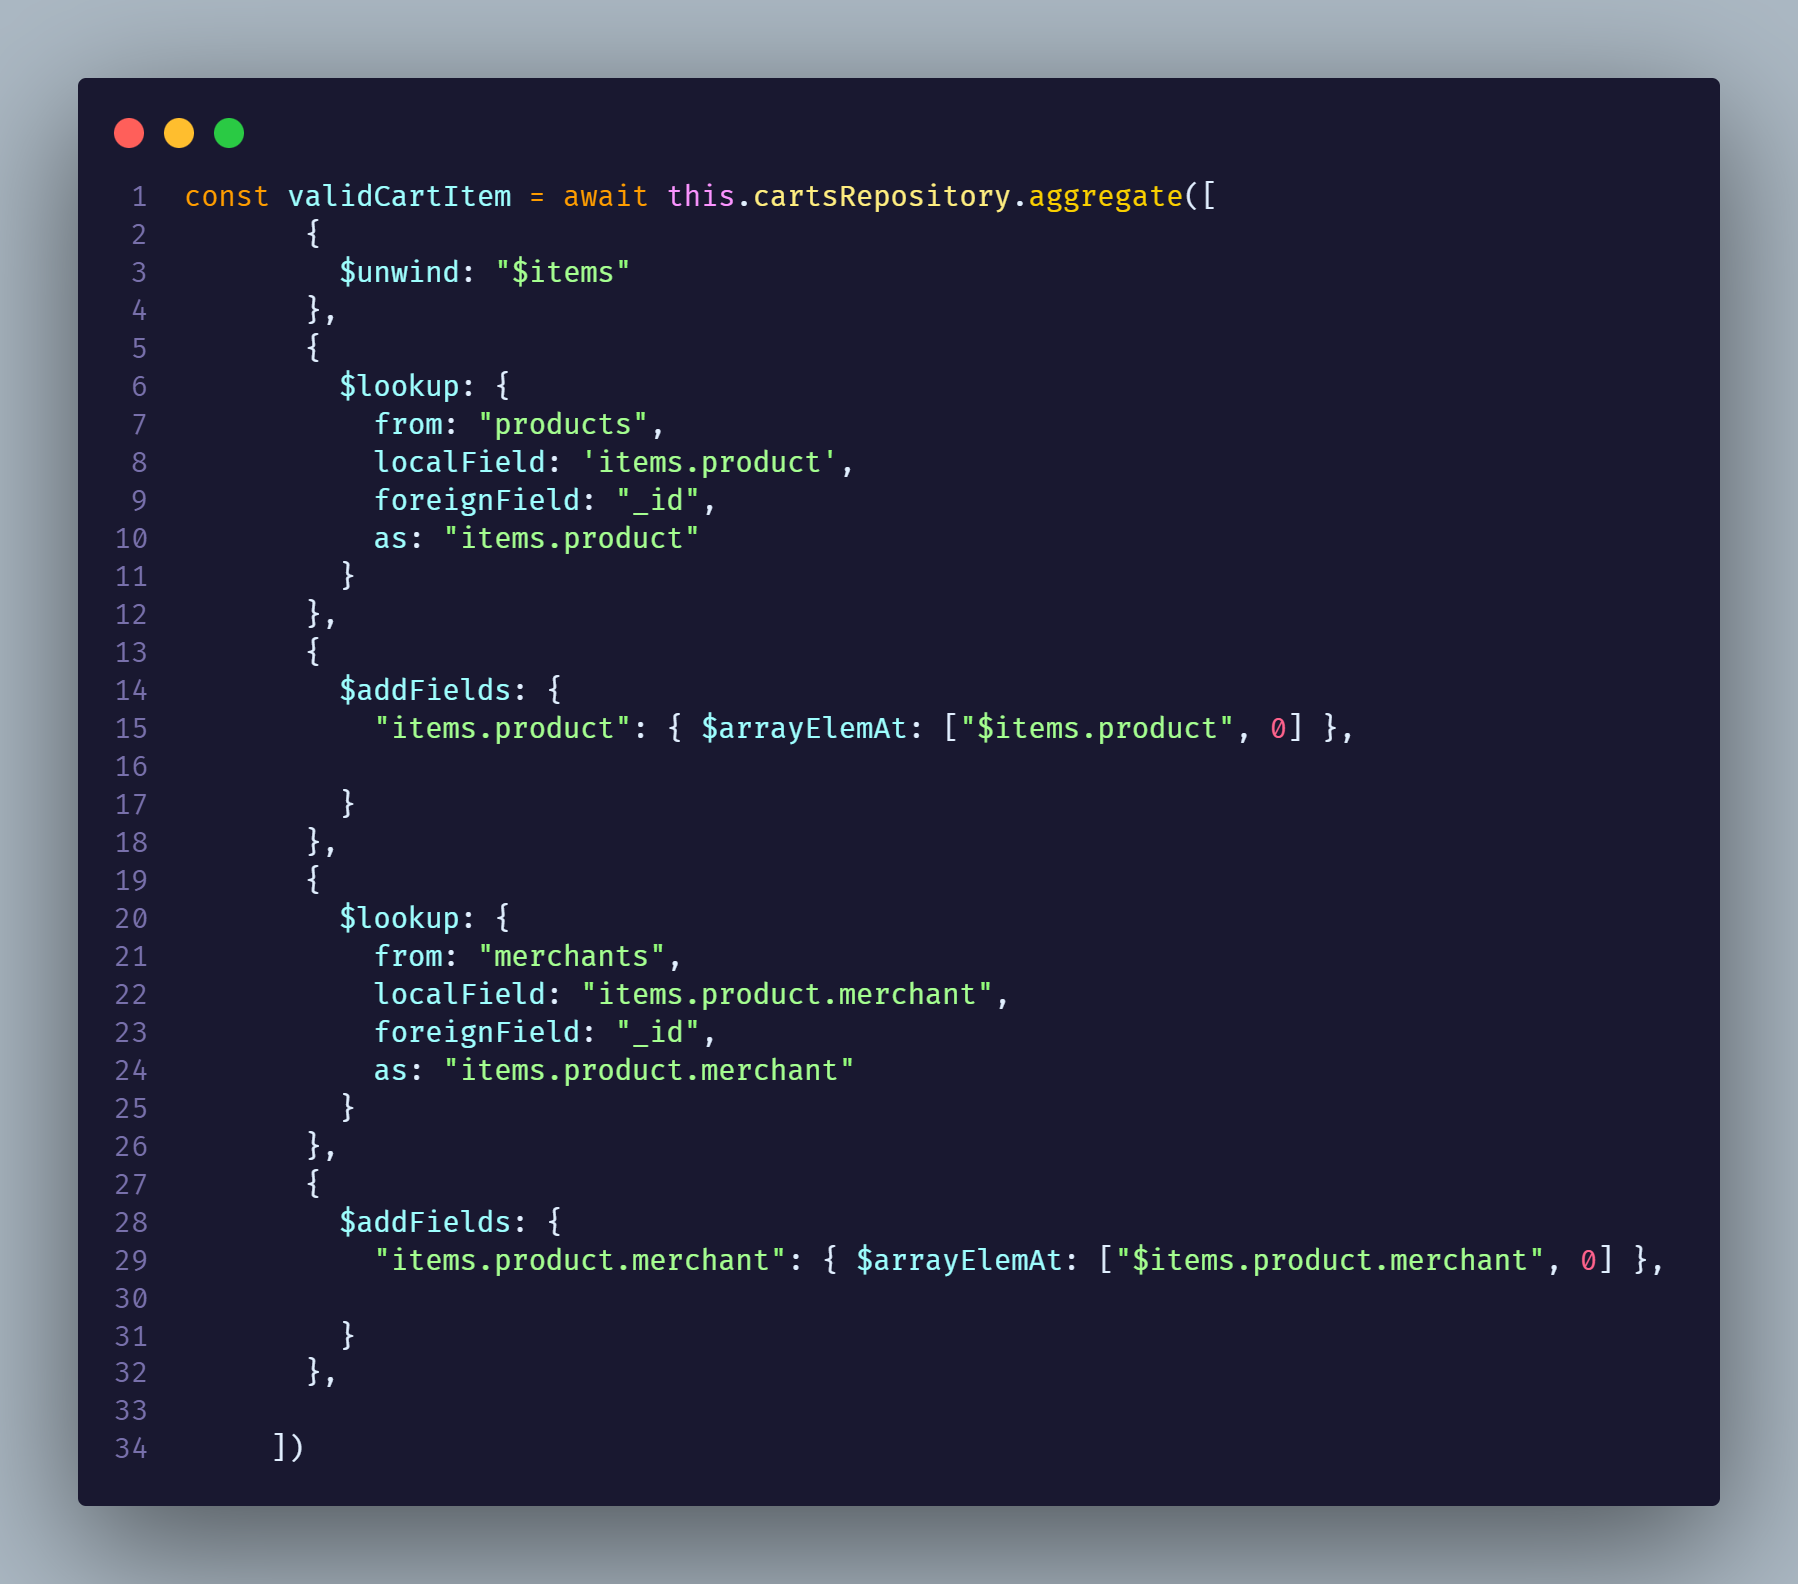 1 const validCartItem = await this.cartsRepository.aggregate([
2 {
3 $unwind: "$items"
4 },
5 {
6 $lookup: {
7 from: "products",
8 localField: 'items.product',
9 foreignField: "_id",
10 as: "items.product"
11 }
12 },
13 {
14 $addFields: {
15 "items.product": { $arrayElemAt: ["$items.product", 0] },
16
17 }
18 },
19 {
20 $lookup: {
21 from: "merchants",
22 localField: "items.product.merchant",
23 foreignField: "_id",
24 as: "items.product.merchant"
25 }
26 },
27 {
28 $addFields: {
29 "items.product.merchant": { $arrayElemAt: ["$items.product.merchant", 0] },
30
31 }
32 },
33
34 ])